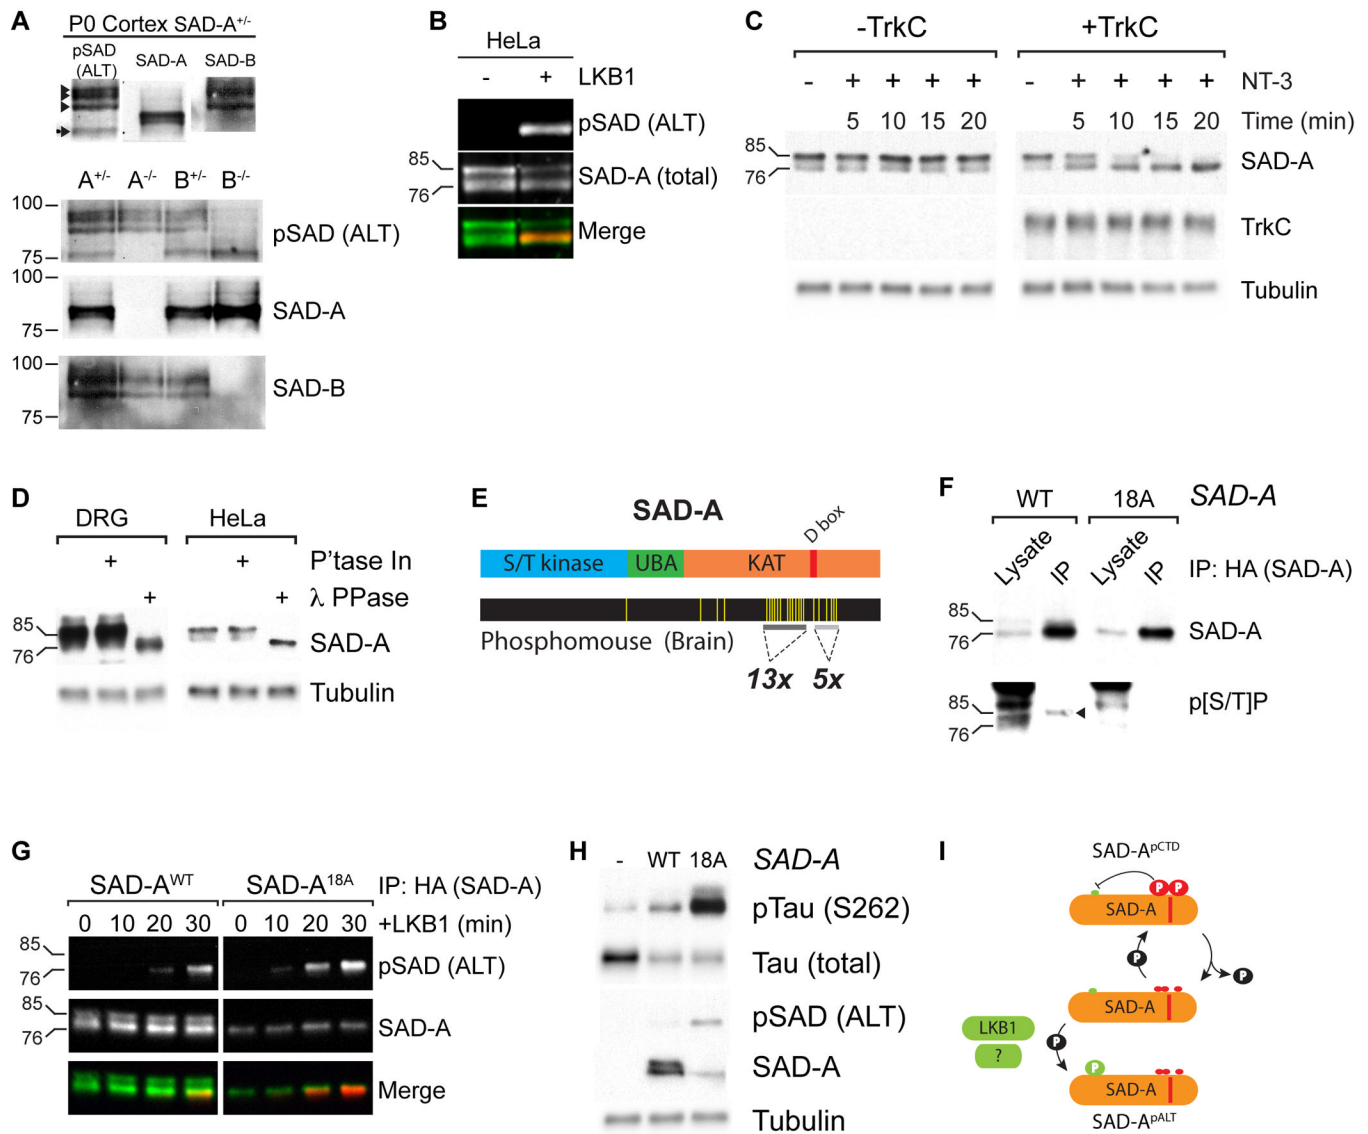 A
P0 Cortex SAD-A+/-
pSAD (ALT)
SAD-A
SAD-B
A+/- A-/- B+/- B-/-
100
75
pSAD (ALT)
100
75
SAD-A
100
75
SAD-B
B
HeLa
- + LKB1
pSAD (ALT)
85
76
SAD-A (total)
Merge
C
-TrkC +TrkC
- + + + + - + + + + NT-3
5 10 15 20 5 10 15 20 Time (min)
85
76
SAD-A
TrkC
Tubulin
D
DRG HeLa
+ + P'tase In
+ + λ PPase
85
76
SAD-A
Tubulin
E
SAD-A
D box
S/T kinase UBA KAT
Phosphomouse (Brain)
13x 5x
F
WT 18A SAD-A
Lysate IP Lysate IP IP: HA (SAD-A)
85
76
SAD-A
85
76
p[S/T]P
G
SAD-AWT SAD-A18A IP: HA (SAD-A)
0 10 20 30 0 10 20 30 +LKB1 (min)
85
76
pSAD (ALT)
85
76
SAD-A
Merge
H
- WT 18A SAD-A
pTau (S262)
Tau (total)
pSAD (ALT)
SAD-A
Tubulin
I
SAD-ApCTD
P P
SAD-A
P P
SAD-A
LKB1
?
P
P
SAD-A
SAD-ApALT